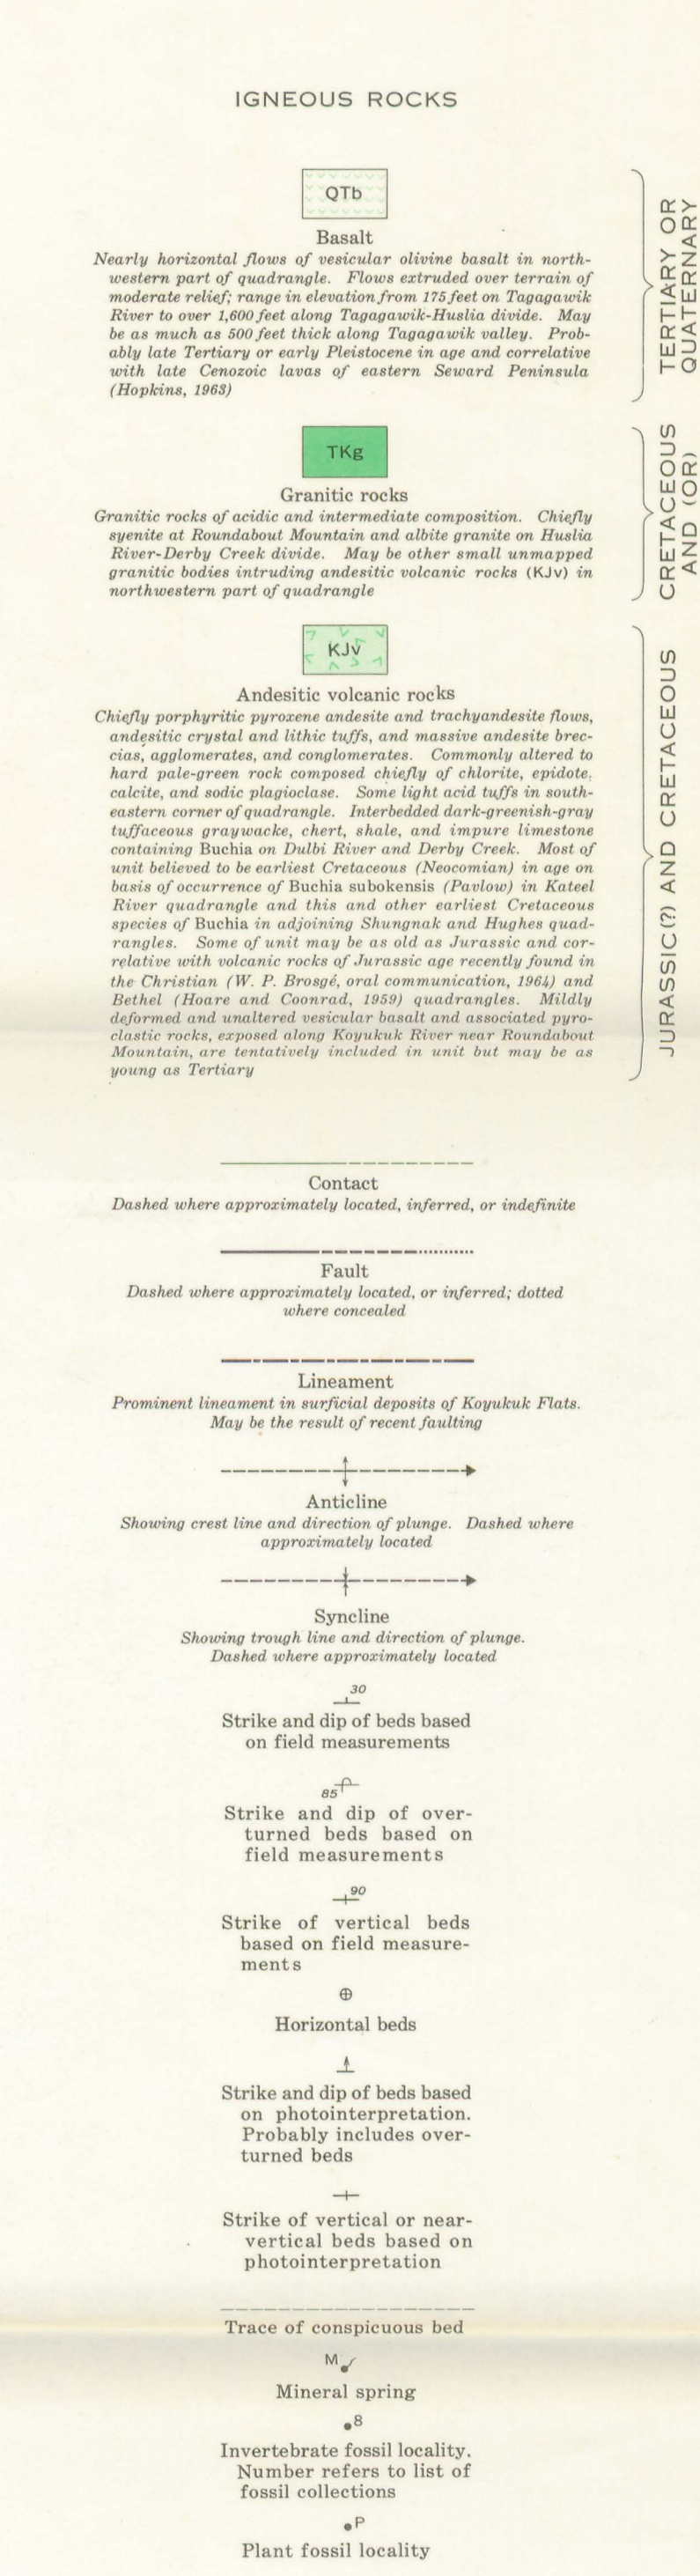 IGNEOUS ROCKS
QTb
Basalt
Nearly horizontal flows of vesicular olivine basalt in north-
western part of quadrangle. Flows extruded over terrain of
moderate relief; range in elevation from 175 feet on Tagagawik
River to over 1,600 feet along Tagagawik-Huslia divide. May
be as much as 500 feet thick along Tagagawik valley. Prob-
ably late Tertiary or early Pleistocene in age and correlative
with late Cenozoic lavas of eastern Seward Peninsula
(Hopkins, 1963)
TERTIARY OR
QUATERNARY
TKg
Granitic rocks
Granitic rocks of acidic and intermediate composition. Chiefly
syenite at Roundabout Mountain and albite granite on Huslia
River-Derby Creek divide. May be other small unmapped
granitic bodies intruding andesitic volcanic rocks (KJv) in
northwestern part of quadrangle
CRETACEOUS
AND (OR)
KJv
Andesitic volcanic rocks
Chiefly porphyritic pyroxene andesite and trachyandesite flows,
andesitic crystal and lithic tuffs, and massive andesite brec-
cias, agglomerates, and conglomerates. Commonly altered to
hard pale-green rock composed chiefly of chlorite, epidote,
calcite, and sodic plagioclase. Some light acid tuffs in south-
eastern corner of quadrangle. Interbedded dark-greenish-gray
tuffaceous graywacke, chert, shale, and impure limestone
containing Buchia on Dulbi River and Derby Creek. Most of
unit believed to be earliest Cretaceous (Neocomian) in age on
basis of occurrence of Buchia subokensis (Pavlow) in Kateel
River quadrangle and this and other earliest Cretaceous
species of Buchia in adjoining Shungnak and Hughes quad-
rangles. Some of unit may be as old as Jurassic and cor-
relative with volcanic rocks of Jurassic age recently found in
the Christian (W. P. Brosgé, oral communication, 1964) and
Bethel (Hoare and Coonrad, 1959) quadrangles. Mildly
deformed and unaltered vesicular basalt and associated pyro-
clastic rocks, exposed along Koyukuk River near Roundabout
Mountain, are tentatively included in unit but may be as
young as Tertiary
JURASSIC(?) AND CRETACEOUS
Contact
Dashed where approximately located, inferred, or indefinite
Fault
Dashed where approximately located, or inferred; dotted
where concealed
Lineament
Prominent lineament in surficial deposits of Koyukuk Flats.
May be the result of recent faulting
Anticline
Showing crest line and direction of plunge. Dashed where
approximately located
Syncline
Showing trough line and direction of plunge.
Dashed where approximately located
30
Strike and dip of beds based
on field measurements
85
Strike and dip of over-
turned beds based on
field measurements
90
Strike of vertical beds
based on field measure-
ments
Horizontal beds
Strike and dip of beds based
on photointerpretation.
Probably includes over-
turned beds
Strike of vertical or near-
vertical beds based on
photointerpretation
Trace of conspicuous bed
M
Mineral spring
8
Invertebrate fossil locality.
Number refers to list of
fossil collections
P
Plant fossil locality